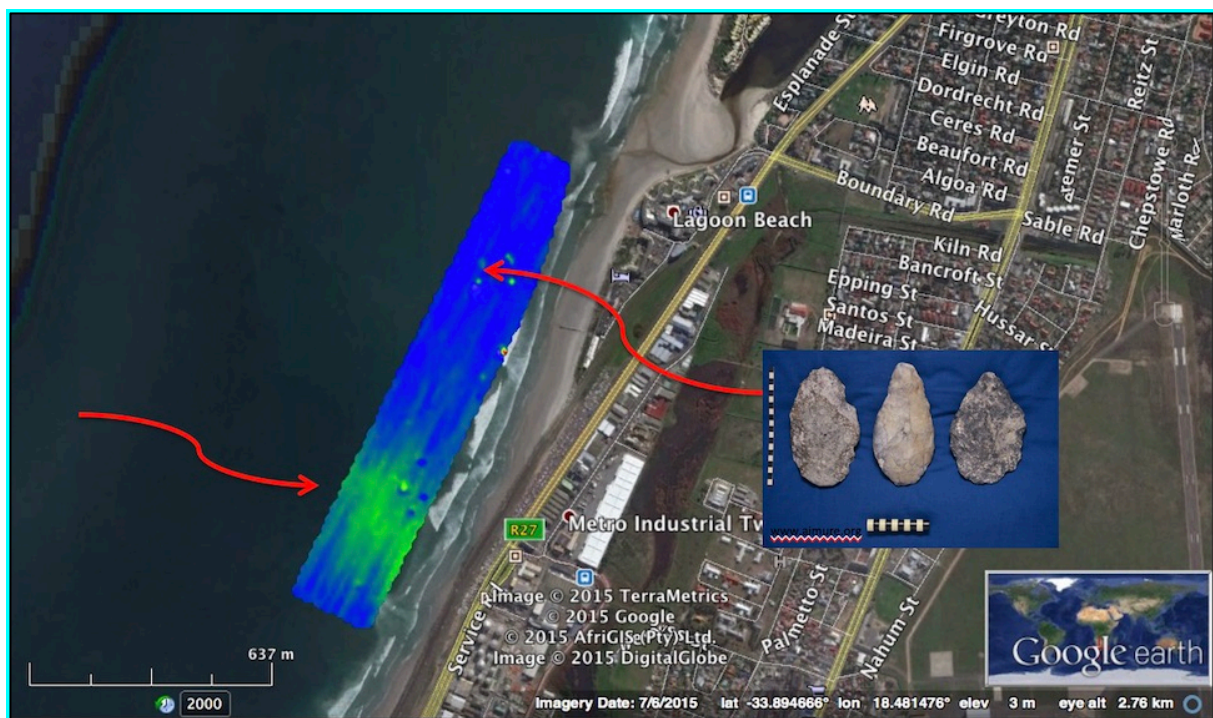 Greyton Rd
Firgrove Rd
Elgin Rd
Dordrecht Rd
Ceres Rd
Beaufort Rd
Algoa Rd
Boundary Rd
Esplanade St
Reitz St
Chepstowe Rd
Marloth R
Sable Rd
Lagoon Beach
Kiln Rd
Bancroft St
Epping St
Santos St
Madeira St
Hussar St
R27
Metro Industrial Tw
www.aimure.org
Service Rd
Palmetto St
Nahum St
Image © 2015 TerraMetrics
© 2015 Google
© 2015 AfriGIS (Pty) Ltd.
Image © 2015 DigitalGlobe
637 m
Google earth
2000
Imagery Date: 7/6/2015 lat -33.894666° lon 18.481476° elev 3 m eye alt 2.76 km